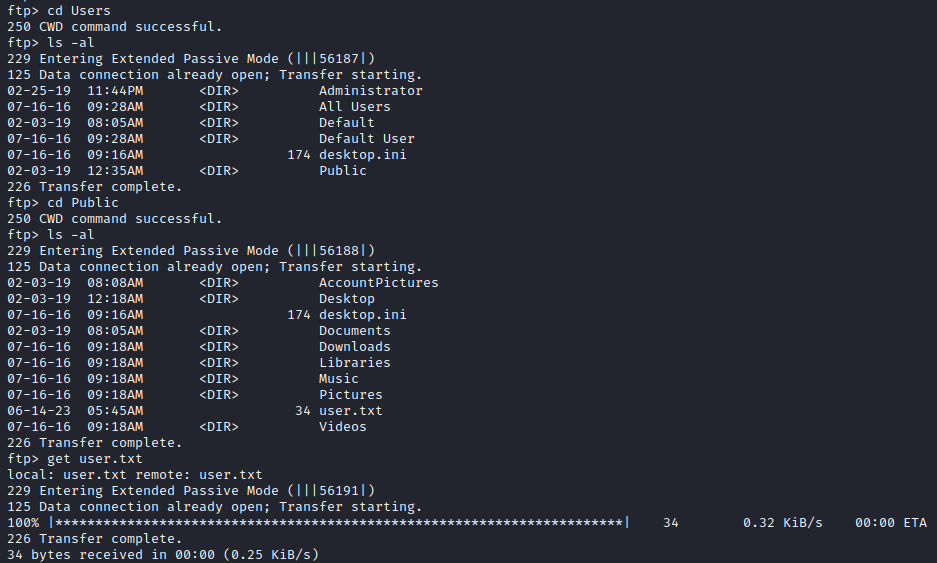 ftp> cd Users
250 CWD command successful.
ftp> ls -al
229 Entering Extended Passive Mode (|||56187|)
125 Data connection already open; Transfer starting.
02-25-19  11:44PM       <DIR>          Administrator
07-16-16  09:28AM       <DIR>          All Users
02-03-19  08:05AM       <DIR>          Default
07-16-16  09:28AM       <DIR>          Default User
07-16-16  09:16AM                  174 desktop.ini
02-03-19  12:35AM       <DIR>          Public
226 Transfer complete.
ftp> cd Public
250 CWD command successful.
ftp> ls -al
229 Entering Extended Passive Mode (|||56188|)
125 Data connection already open; Transfer starting.
02-03-19  08:08AM       <DIR>          AccountPictures
02-03-19  12:18AM       <DIR>          Desktop
07-16-16  09:16AM                  174 desktop.ini
02-03-19  08:05AM       <DIR>          Documents
07-16-16  09:18AM       <DIR>          Downloads
07-16-16  09:18AM       <DIR>          Libraries
07-16-16  09:18AM       <DIR>          Music
07-16-16  09:18AM       <DIR>          Pictures
06-14-23  05:45AM                   34 user.txt
07-16-16  09:18AM       <DIR>          Videos
226 Transfer complete.
ftp> get user.txt
local: user.txt remote: user.txt
229 Entering Extended Passive Mode (|||56191|)
125 Data connection already open; Transfer starting.
100% |***********************************************************************|    34        0.32 KiB/s    00:00 ETA
226 Transfer complete.
34 bytes received in 00:00 (0.25 KiB/s)